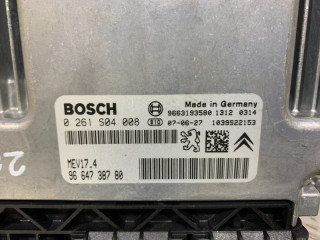 BOSCH
Made in Germany
0 261 S04 008
9663193580 1312 0314
07-06-27 1039S22153
MEV17.4
96 647 387 80